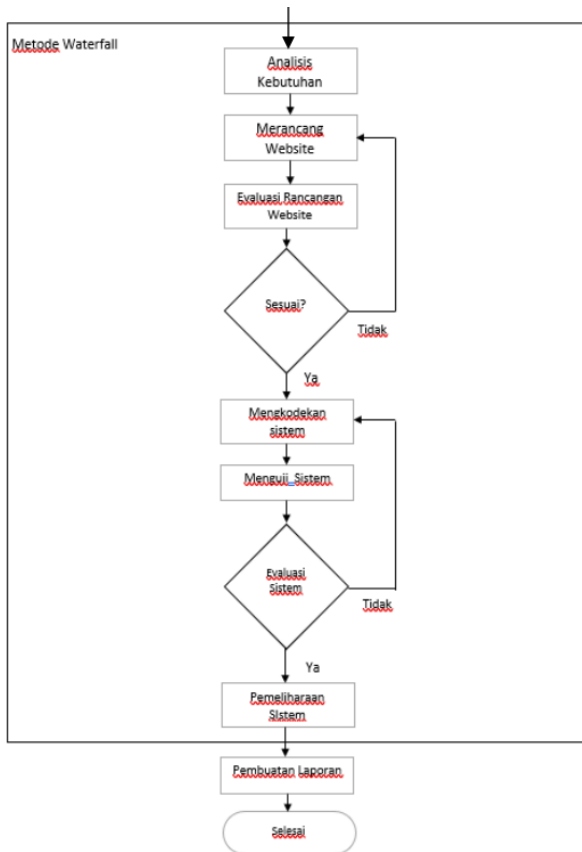 Metode Waterfall
Analisis
Kebutuhan
Merancang
Website
Evaluasi Rancangan
Website
Sesuai?
Tidak
Ya
Mengkodekan
sistem
Menguji Sistem
Evaluasi
Sistem
Tidak
Ya
Pemeliharaan
Sistem
Pembuatan Laporan
Selesai